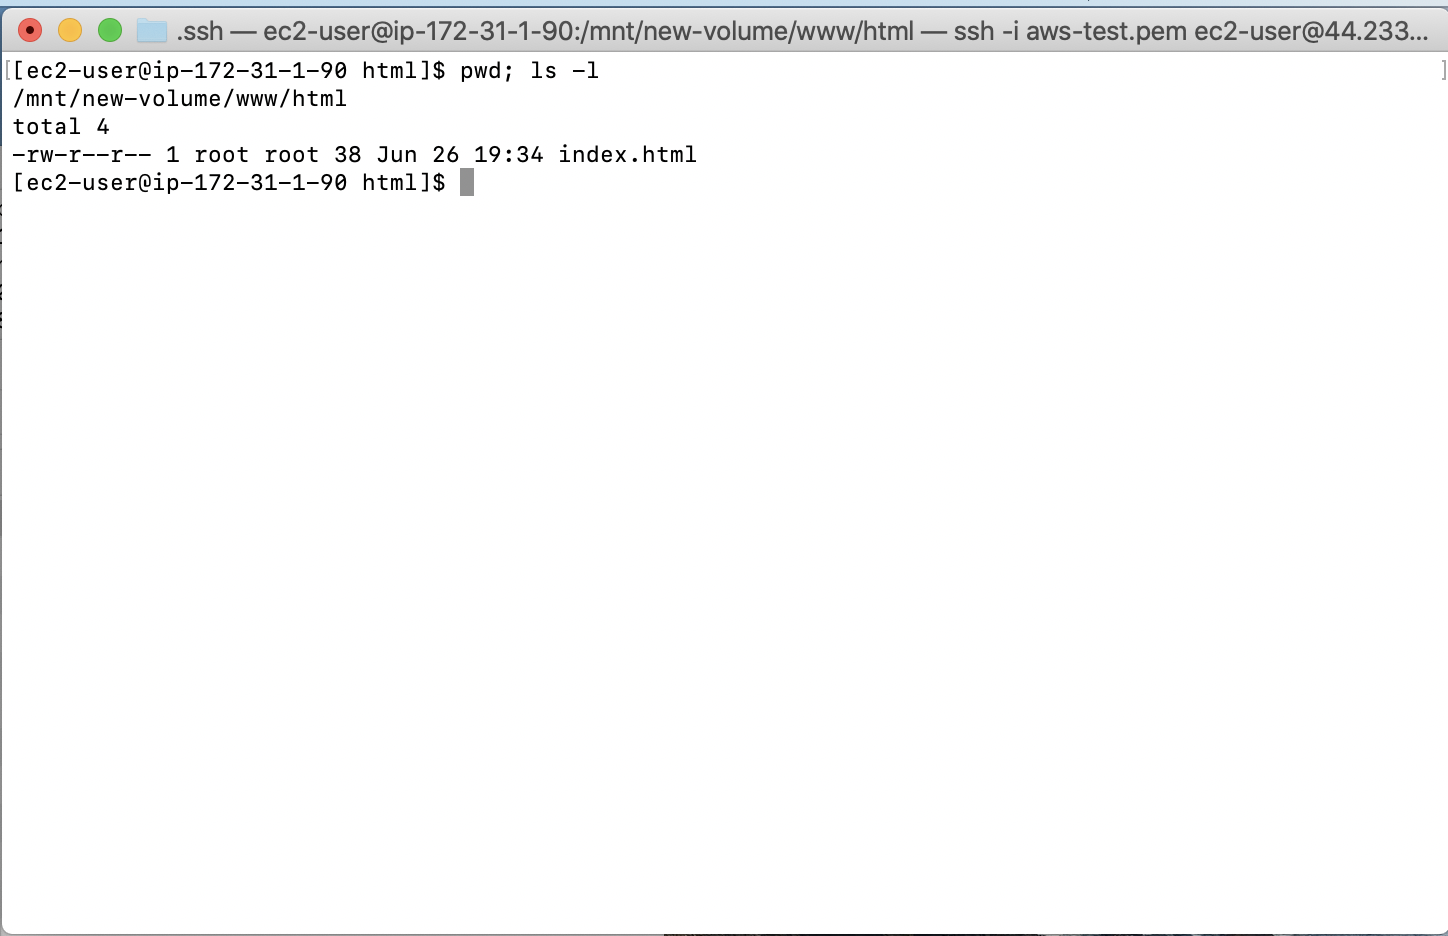 .ssh — ec2-user@ip-172-31-1-90:/mnt/new-volume/www/html — ssh -i aws-test.pem ec2-user@44.233...
[[ec2-user@ip-172-31-1-90 html]$ pwd; ls -l ]
/mnt/new-volume/www/html
total 4
-rw-r--r-- 1 root root 38 Jun 26 19:34 index.html
[ec2-user@ip-172-31-1-90 html]$